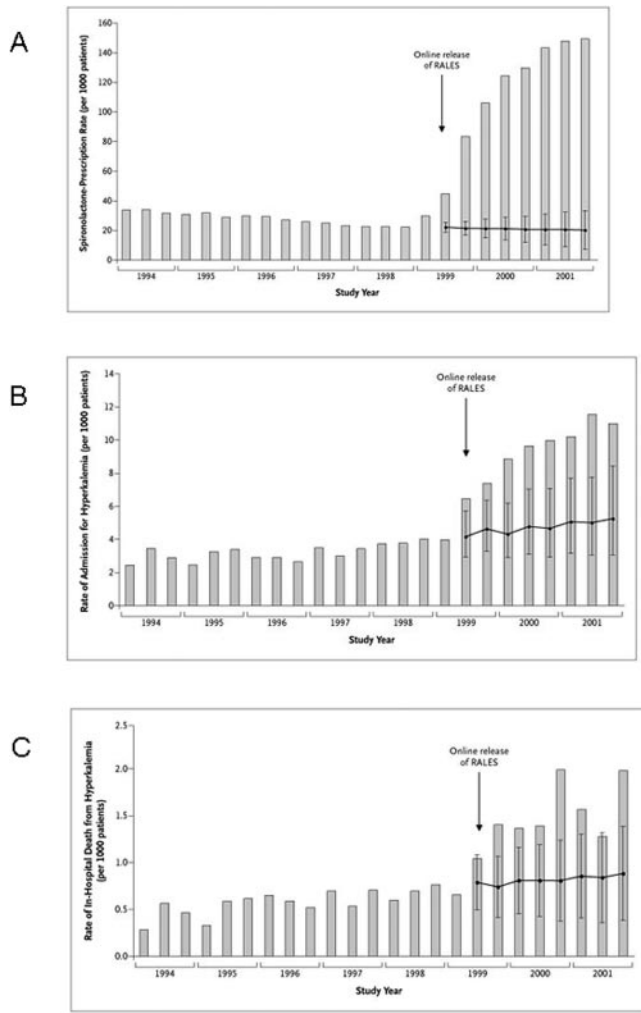 A
Spironolactone-Prescription Rate (per 1000 patients)
160
140
120
100
80
60
40
20
0
Online release
of RALES
1994 1995 1996 1997 1998 1999 2000 2001
Study Year
B
Rate of Admission for Hyperkalemia (per 1000 patients)
14
12
10
8
6
4
2
0
Online release
of RALES
1994 1995 1996 1997 1998 1999 2000 2001
Study Year
C
Rate of In-Hospital Death from Hyperkalemia
(per 1000 patients)
2.5
2.0
1.5
1.0
0.5
0.0
Online release
of RALES
1994 1995 1996 1997 1998 1999 2000 2001
Study Year